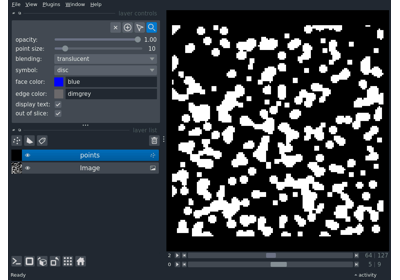 File View Plugins Window Help
layer controls
opacity: 1.00
point size: 10
blending: translucent
symbol: disc
face color: blue
edge color: dimgrey
display text:
out of slice:
layer list
points
Image
2 64 127
0 5 9
Ready activity